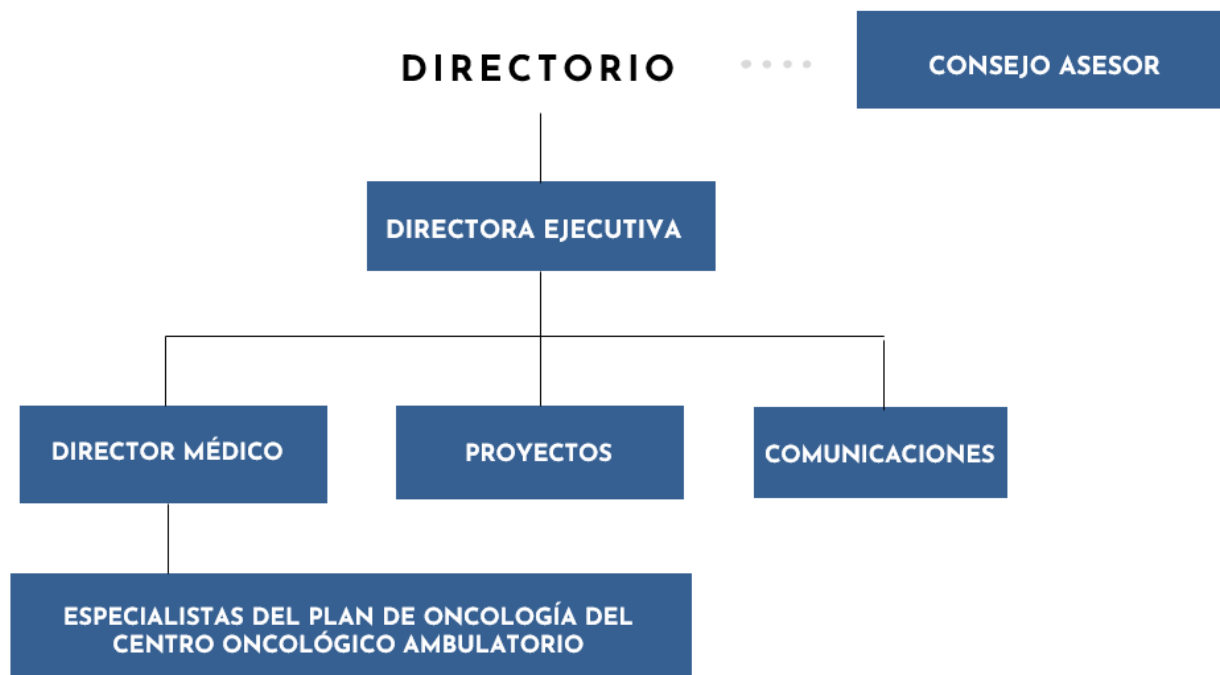 DIRECTORIO
CONSEJO ASESOR
DIRECTORA EJECUTIVA
DIRECTOR MÉDICO
PROYECTOS
COMUNICACIONES
ESPECIALISTAS DEL PLAN DE ONCOLOGÍA DEL
CENTRO ONCOLÓGICO AMBULATORIO